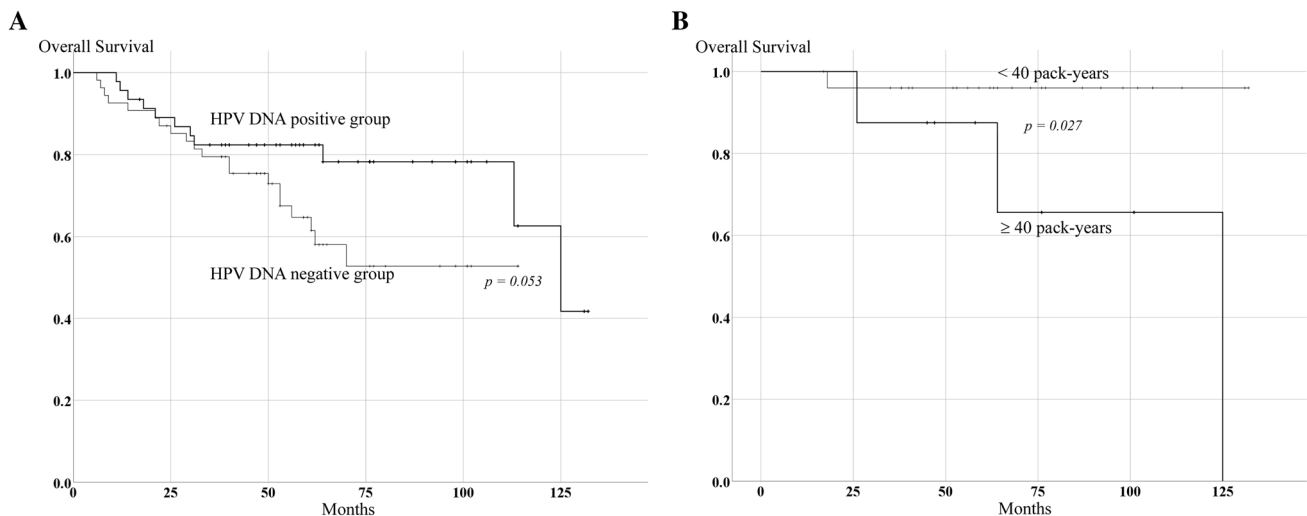 A
Overall Survival
1.0
0.8
0.6
0.4
0.2
0.0
HPV DNA positive group
HPV DNA negative group
p = 0.053
0 25 50 75 100 125
Months
B
Overall Survival
1.0
0.8
0.6
0.4
0.2
0.0
< 40 pack-years
p = 0.027
≥ 40 pack-years
0 25 50 75 100 125
Months